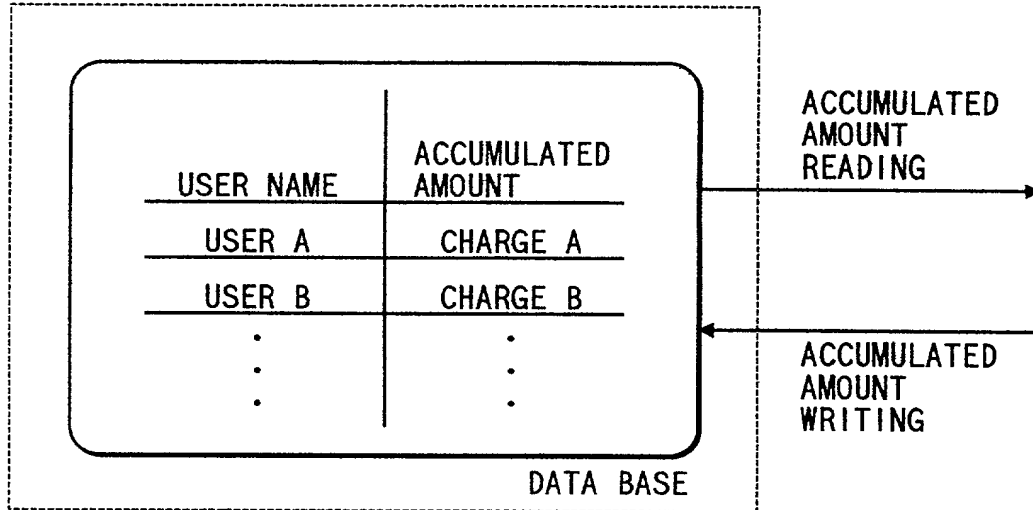 USER NAME
ACCUMULATED
AMOUNT
USER A
CHARGE A
USER B
CHARGE B
DATA BASE
ACCUMULATED
AMOUNT
READING
ACCUMULATED
AMOUNT
WRITING